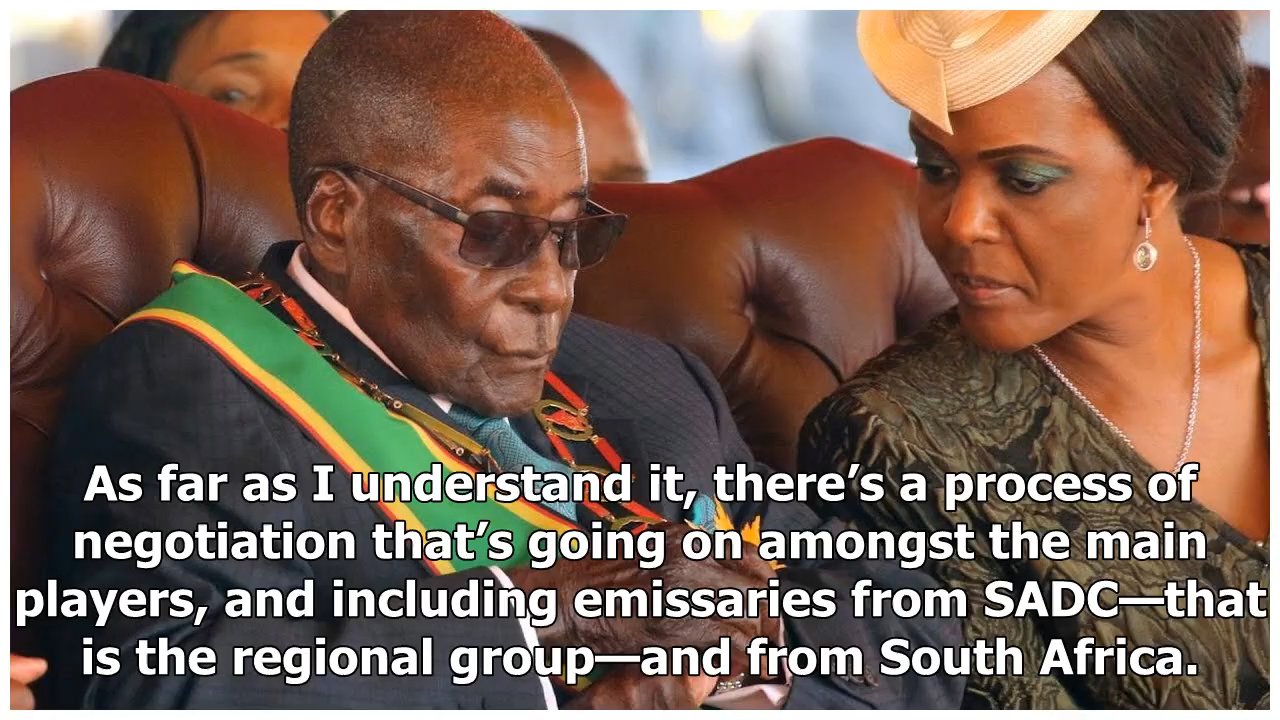 As far as I understand it, there’s a process of
negotiation that’s going on amongst the main
players, and including emissaries from SADC—that
is the regional group—and from South Africa.